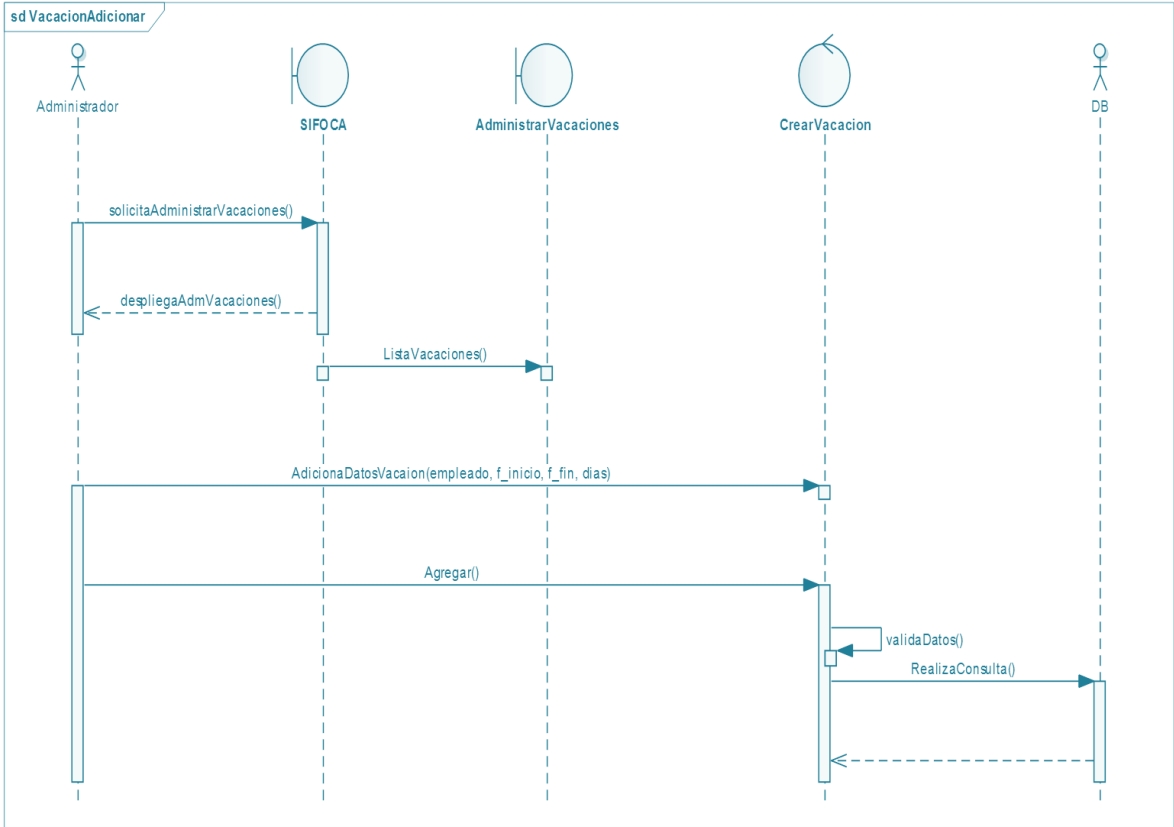 sd VacacionAdicionar
Administrador
SIFOCA
AdministrarVacaciones
CrearVacacion
DB
solicitaAdministrarVacaciones()
despliegaAdmVacaciones()
ListaVacaciones()
AdicionaDatosVacaion(empleado, f_inicio, f_fin, dias)
Agregar()
validaDatos()
RealizaConsulta()